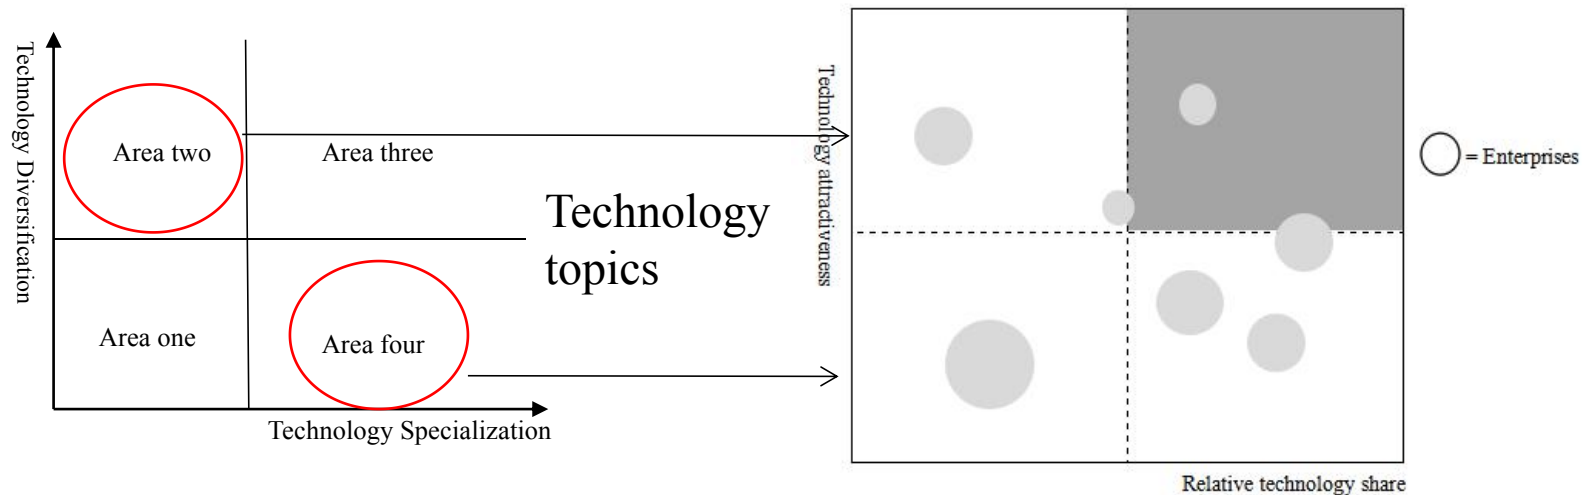 Technology Diversification
Area two
Area three
Area one
Area four
Technology Specialization
Technology
topics
Technology attractiveness
= Enterprises
Relative technology share